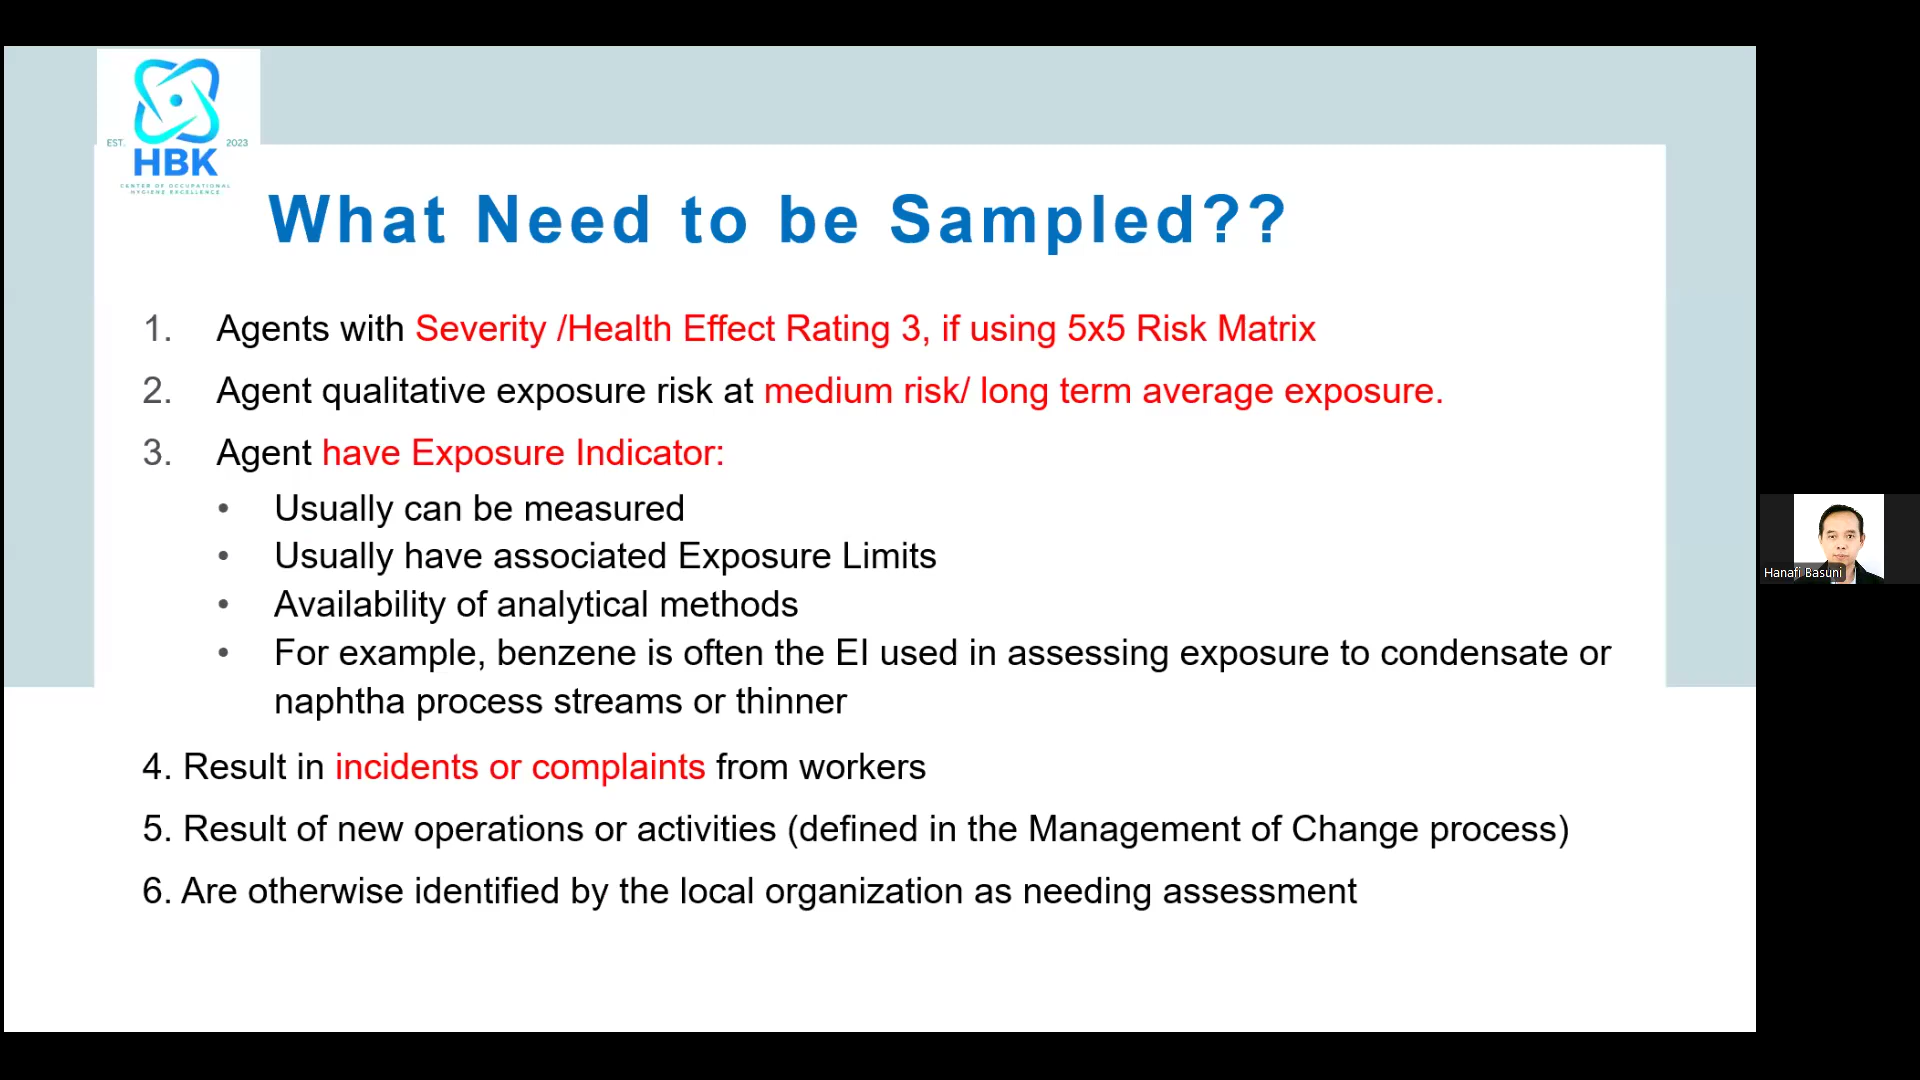 EST. 2023
HBK
CENTER OF OCCUPATIONAL
HYGIENE EXCELLENCE
What Need to be Sampled??
1. Agents with Severity /Health Effect Rating 3, if using 5x5 Risk Matrix
2. Agent qualitative exposure risk at medium risk/ long term average exposure.
3. Agent have Exposure Indicator:
• Usually can be measured
• Usually have associated Exposure Limits
• Availability of analytical methods
• For example, benzene is often the EI used in assessing exposure to condensate or
naphtha process streams or thinner
4. Result in incidents or complaints from workers
5. Result of new operations or activities (defined in the Management of Change process)
6. Are otherwise identified by the local organization as needing assessment
Hanafi Basuni